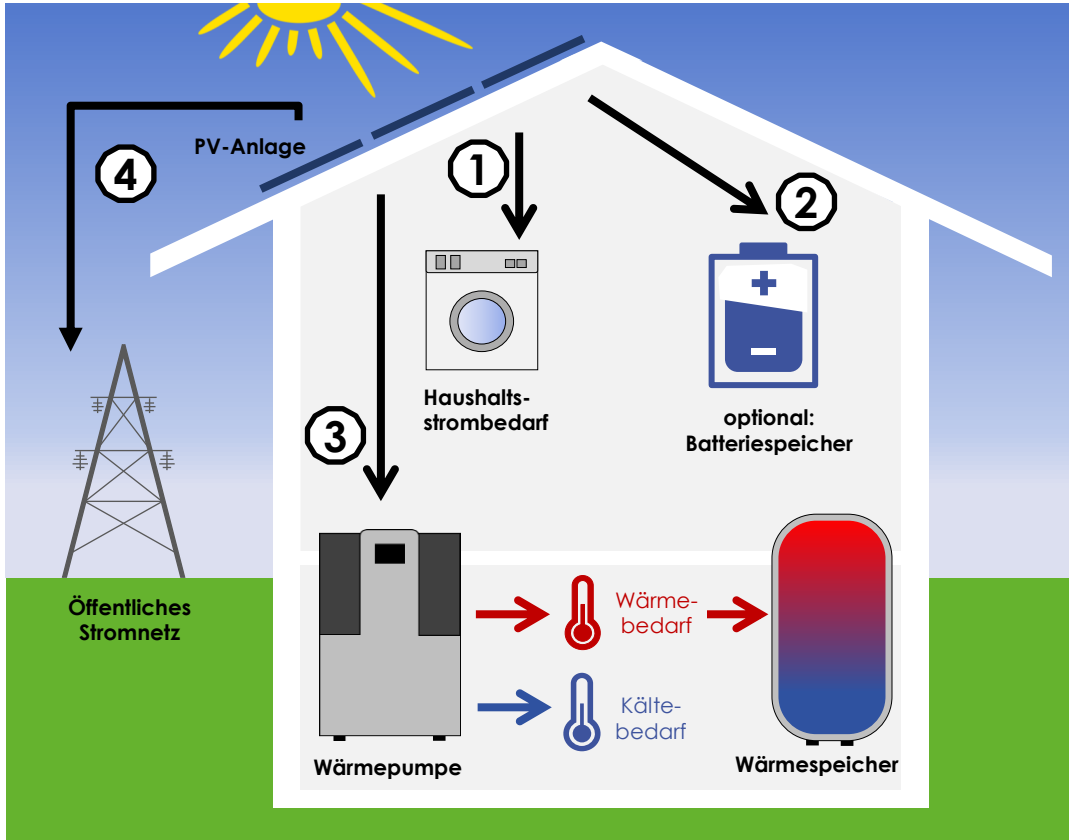 PV-Anlage
4
1
2
Haushalts-
strombedarf
optional:
Batteriespeicher
3
Öffentliches
Stromnetz
Wärme-
bedarf
Kälte-
bedarf
Wärmepumpe
Wärmespeicher